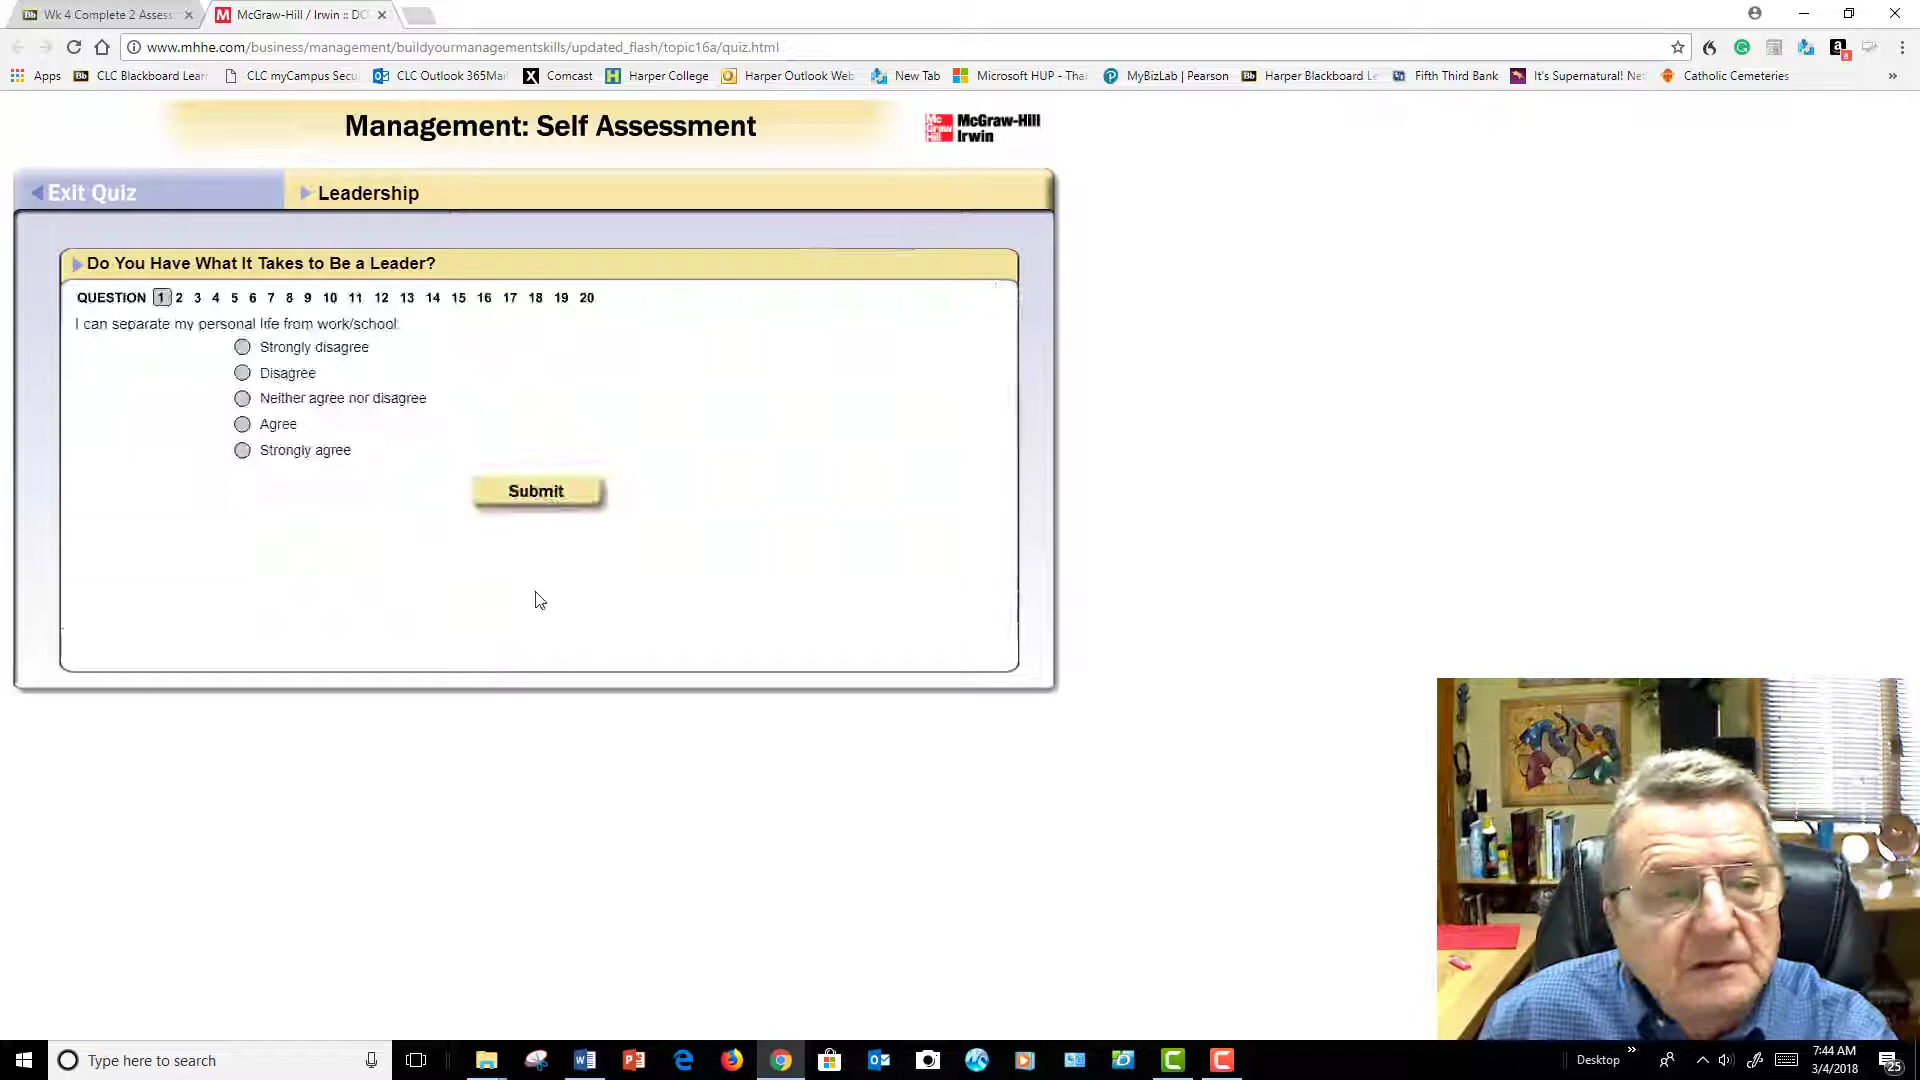 Wk 4 Complete 2 Assess
McGraw-Hill / Irwin :: DO
www.mhhe.com/business/management/buildyourmanagementskills/updated_flash/topic16a/quiz.html
Apps
CLC Blackboard Lear
CLC myCampus Secu
CLC Outlook 365Mail
Comcast
Harper College
Harper Outlook Web
New Tab
Microsoft HUP - Tha
MyBizLab | Pearson
Harper Blackboard Le
Fifth Third Bank
It's Supernatural! Net
Catholic Cemeteries
Management: Self Assessment
McGraw-Hill
Irwin
Exit Quiz
Leadership
Do You Have What It Takes to Be a Leader?
QUESTION 1 2 3 4 5 6 7 8 9 10 11 12 13 14 15 16 17 18 19 20
I can separate my personal life from work/school.
Strongly disagree
Disagree
Neither agree nor disagree
Agree
Strongly agree
Submit
Type here to search
Desktop
7:44 AM
3/4/2018
25